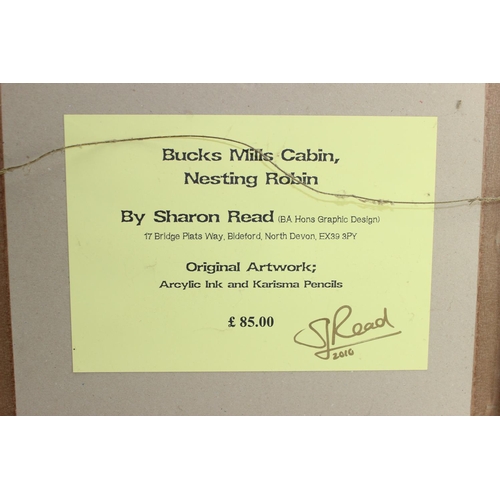 Bucks Mills Cabin,
Nesting Robin
By Sharon Read (BA Hons Graphic Design)
17 Bridge Plats Way, Bideford, North Devon, EX39 3PY
Original Artwork;
Arcylic Ink and Karisma Pencils
£ 85.00
SJRead
2010